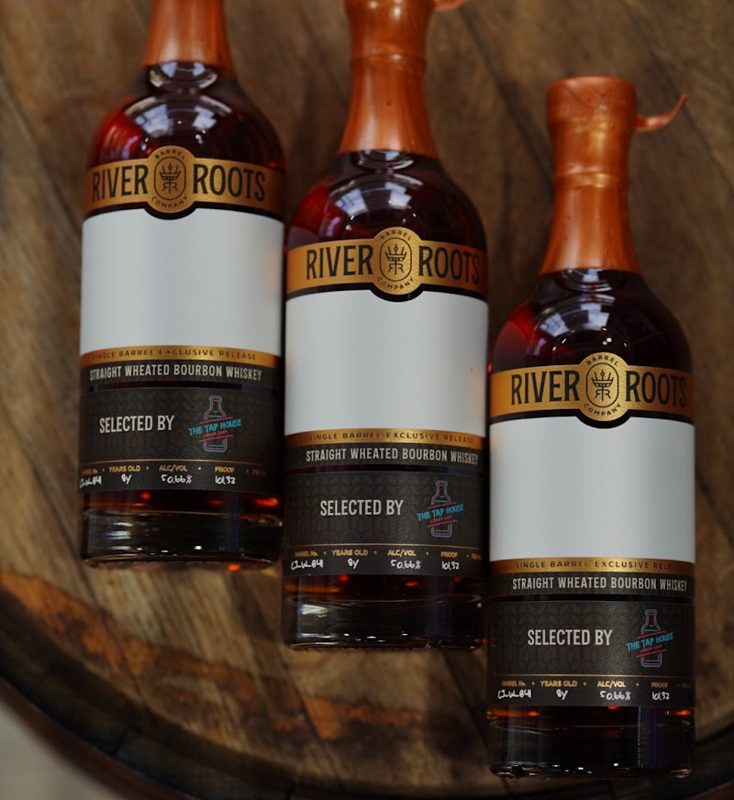 RIVER ROOTS
BARREL
COMPANY
SINGLE BARREL EXCLUSIVE RELEASE
STRAIGHT WHEATED BOURBON WHISKEY
SELECTED BY
THE TAP HOUSE
YEARS OLD • ALC/VOL • PROOF
8y 50.66% 101.32
RIVER ROOTS
BARREL
COMPANY
SINGLE BARREL EXCLUSIVE RELEASE
STRAIGHT WHEATED BOURBON WHISKEY
SELECTED BY
THE TAP HOUSE
BARREL No. • YEARS OLD • ALC/VOL • PROOF
8y 50.66% 101.32
RIVER ROOTS
BARREL
COMPANY
SINGLE BARREL EXCLUSIVE RELEASE
STRAIGHT WHEATED BOURBON WHISKEY
SELECTED BY
THE TAP HOUSE
BARREL No. • YEARS OLD • ALC/VOL • PROOF
8y 50.66% 101.32